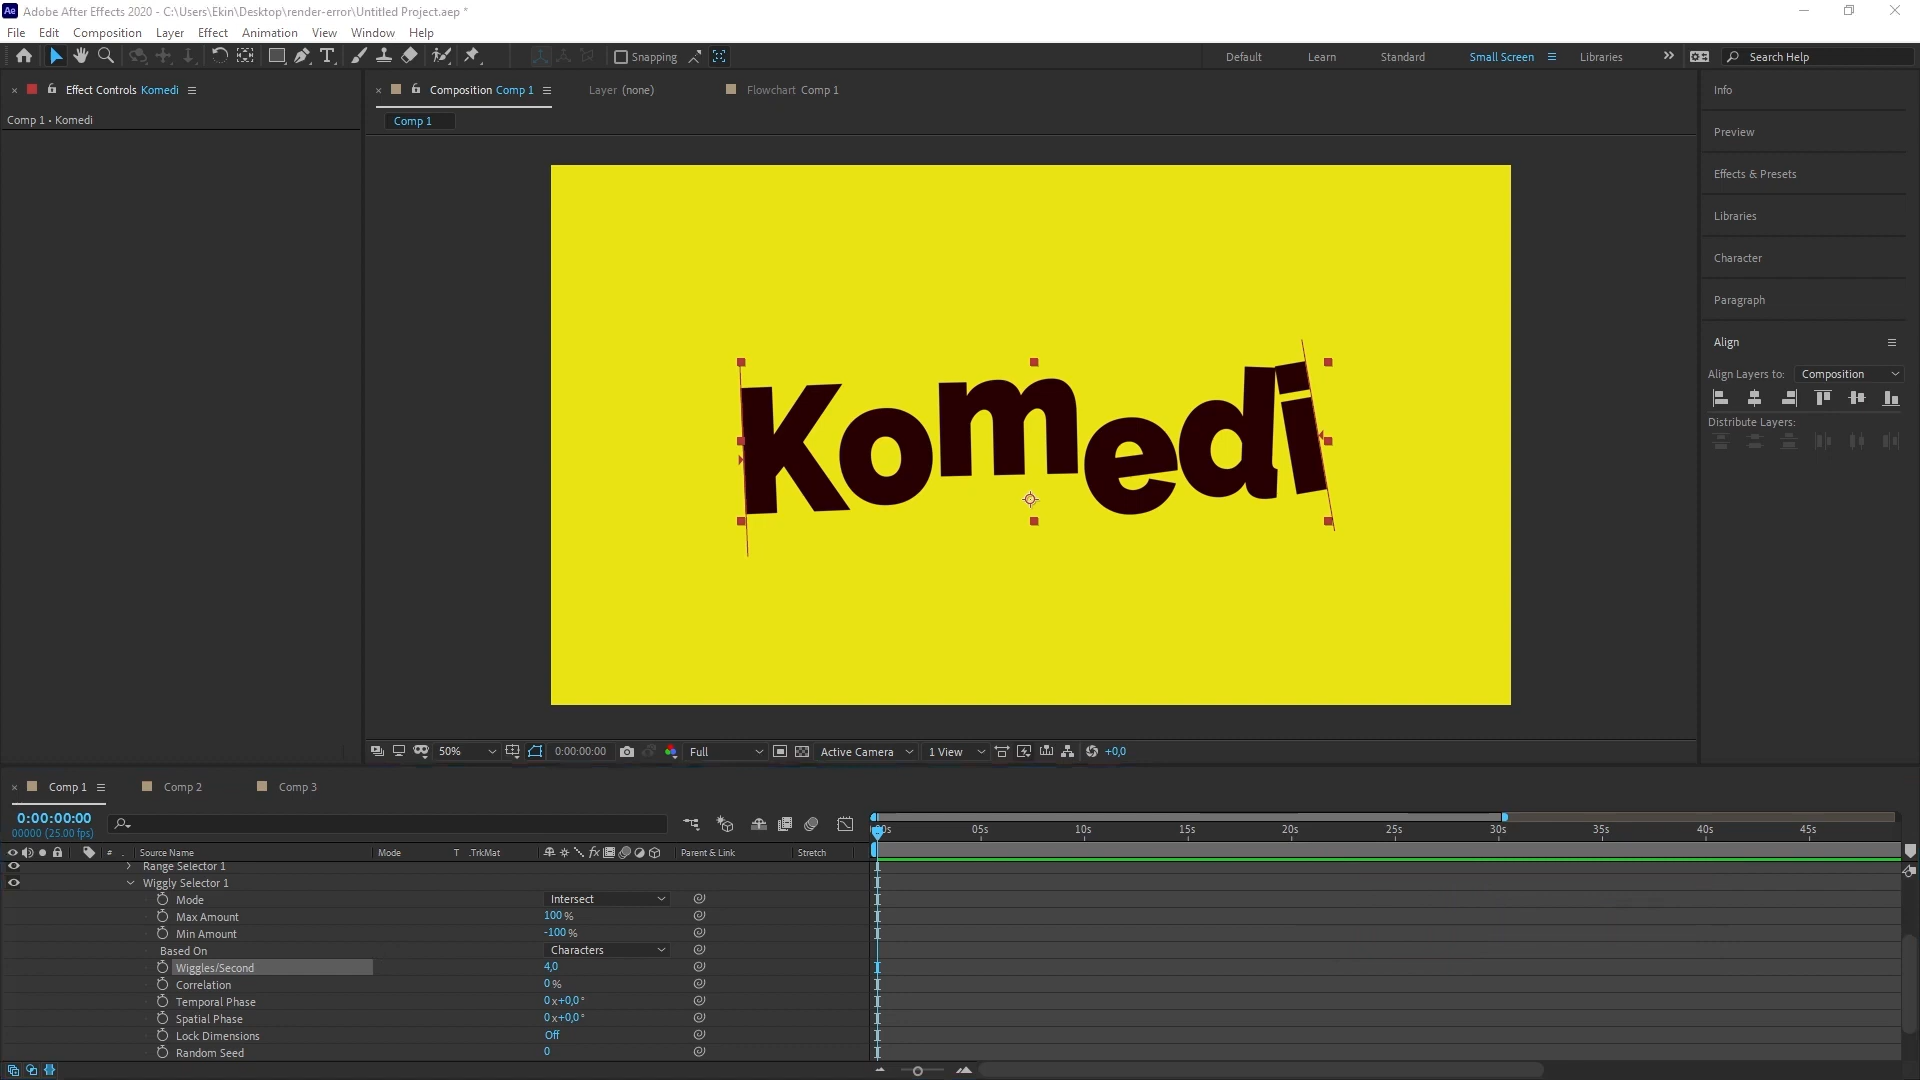 Ae Adobe After Effects 2020 - C:\Users\Ekin\Desktop\render-error\Untitled Project.aep *
File Edit Composition Layer Effect Animation View Window Help
Snapping Default Learn Standard Small Screen Libraries Search Help
Effect Controls Komedi
Comp 1 • Komedi
Composition Comp 1 Layer (none) Flowchart Comp 1
Comp 1
Komedi
Info
Preview
Effects & Presets
Libraries
Character
Paragraph
Align
Align Layers to: Composition
Distribute Layers:
50% 0:00:00:00 Full Active Camera 1 View +0,0
Comp 1 Comp 2 Comp 3
0:00:00:00
00000 (25.00 fps)
05s 10s 15s 20s 25s 30s 35s 40s 45s
# Source Name Mode T .TrkMat fx Parent & Link Stretch
Range Selector 1
Wiggly Selector 1
Mode Intersect
Max Amount 100 %
Min Amount -100 %
Based On Characters
Wiggles/Second 4,0
Correlation 0 %
Temporal Phase 0 x+0,0 °
Spatial Phase 0 x+0,0 °
Lock Dimensions Off
Random Seed 0